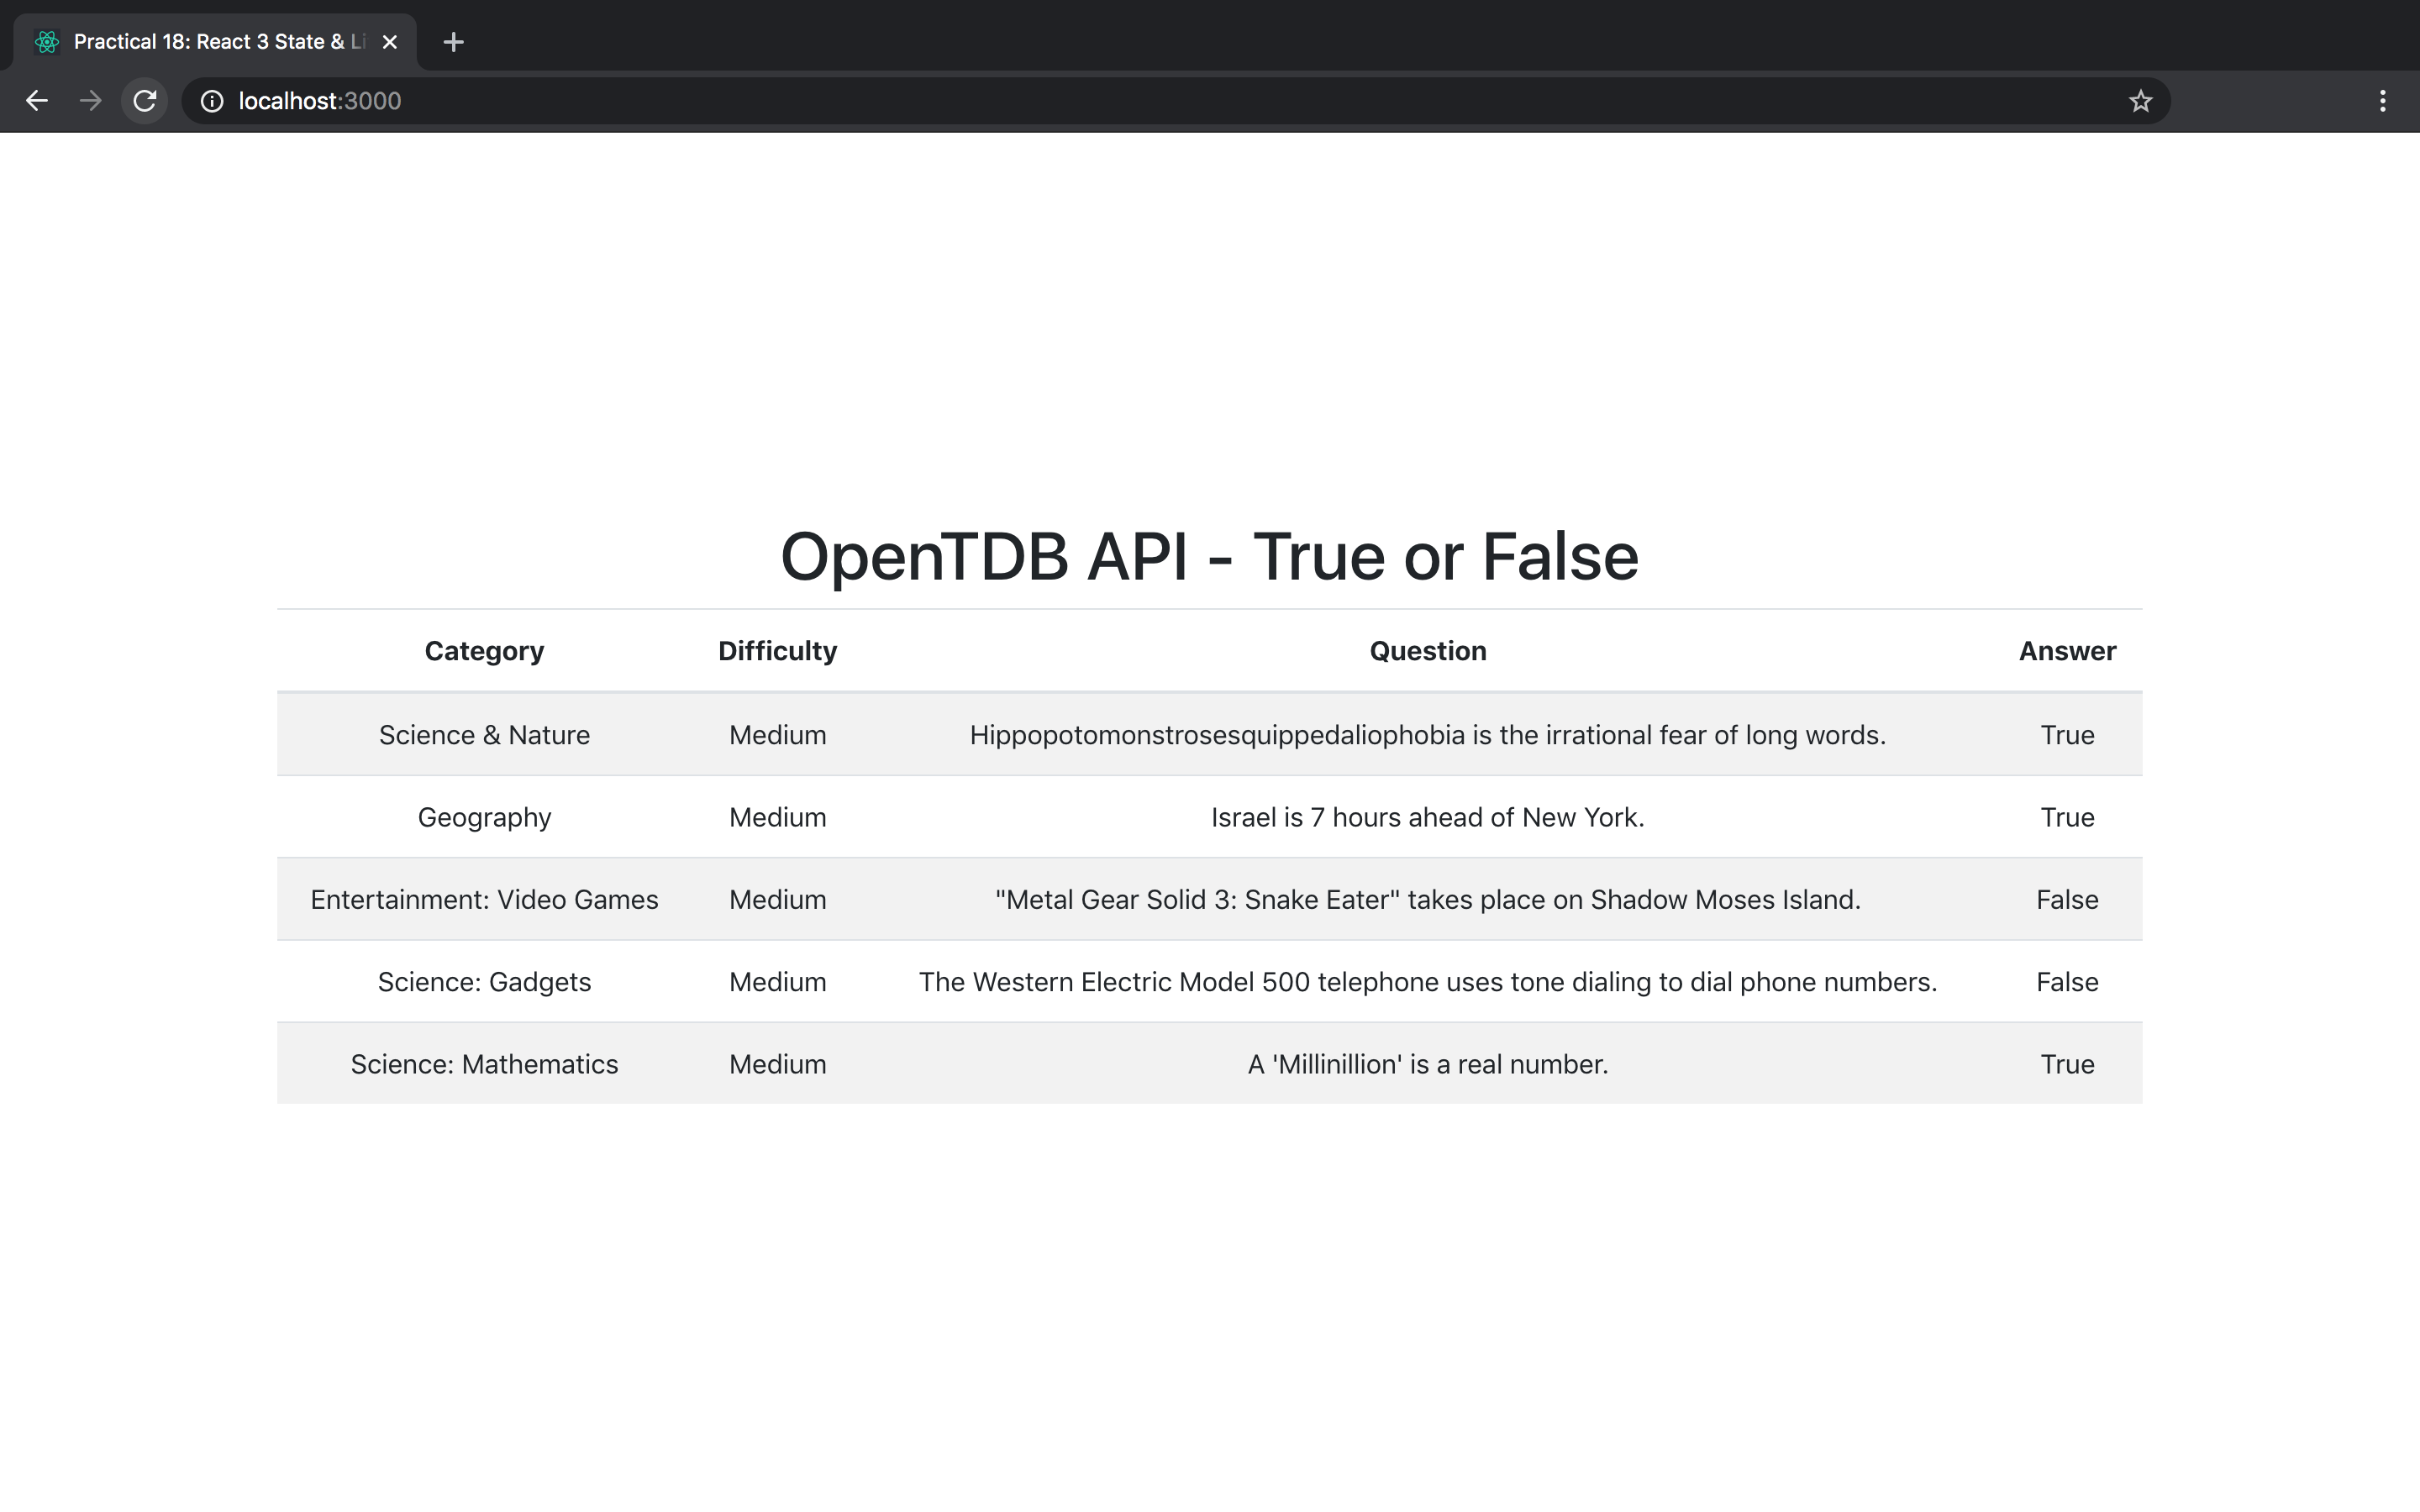 Practical 18: React 3 State & Li
localhost:3000
OpenTDB API - True or False
Category Difficulty Question Answer
Science & Nature Medium Hippopotomonstrosesquippedaliophobia is the irrational fear of long words. True
Geography Medium Israel is 7 hours ahead of New York. True
Entertainment: Video Games Medium "Metal Gear Solid 3: Snake Eater" takes place on Shadow Moses Island. False
Science: Gadgets Medium The Western Electric Model 500 telephone uses tone dialing to dial phone numbers. False
Science: Mathematics Medium A 'Millinillion' is a real number. True